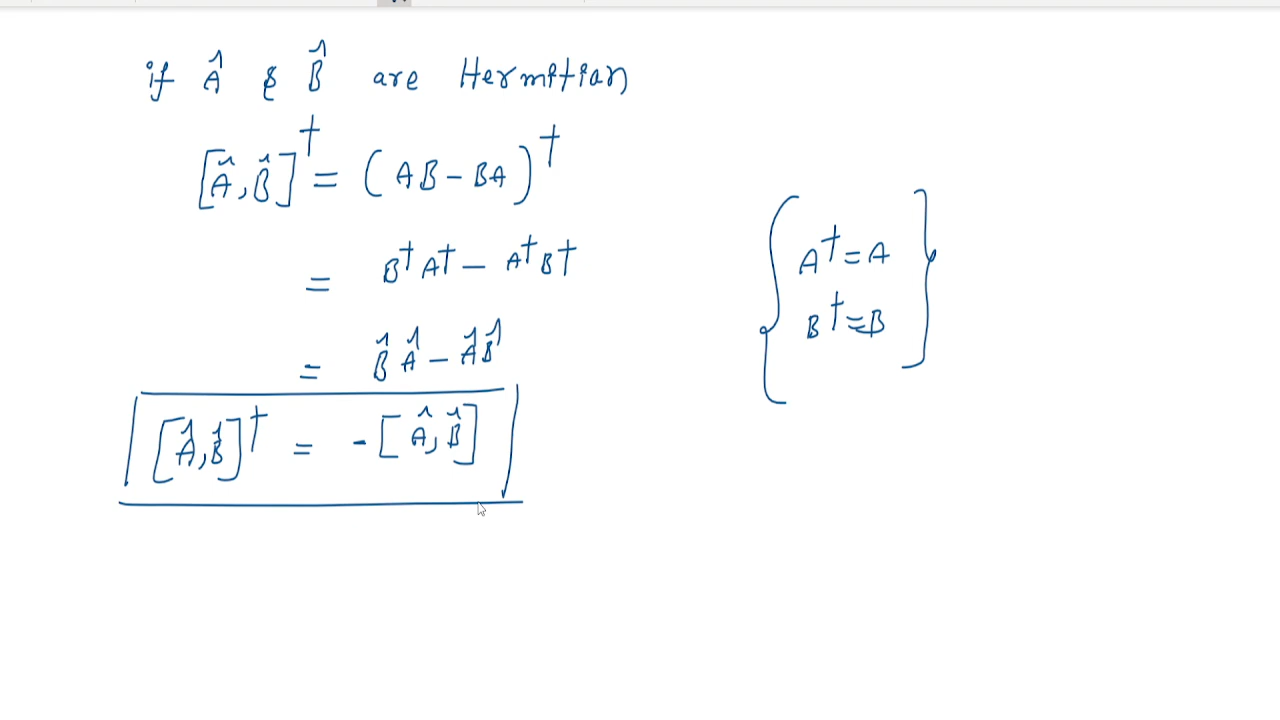 if Â & B̂ are Hermitian
[Â,B̂]† = (AB - BA)†
= B†A† - A†B†
= B̂Â - ÂB̂
[Â,B̂]† = -[Â,B̂]
A† = A
B† = B